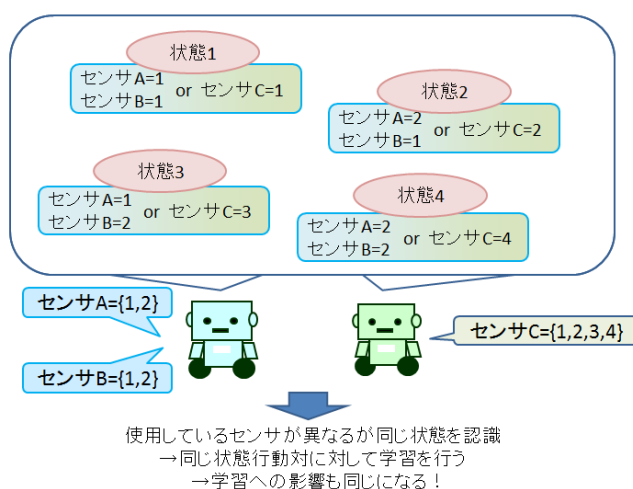 状態1
センサA=1
センサB=1
or センサC=1
状態2
センサA=2
センサB=1
or センサC=2
状態3
センサA=1
センサB=2
or センサC=3
状態4
センサA=2
センサB=2
or センサC=4
センサA={1,2}
センサB={1,2}
センサC={1,2,3,4}
使用しているセンサが異なるが同じ状態を認識
→同じ状態行動対に対して学習を行う
→学習への影響も同じになる！